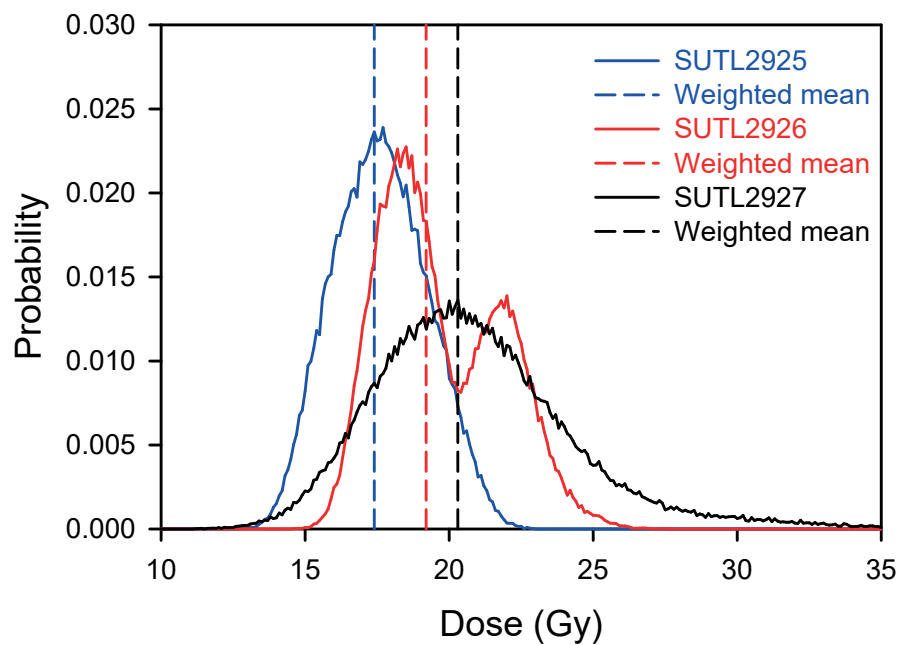 0.030
0.025
0.020
0.015
0.010
0.005
0.000
Probability
SUTL2925
Weighted mean
SUTL2926
Weighted mean
SUTL2927
Weighted mean
10 15 20 25 30 35
Dose (Gy)